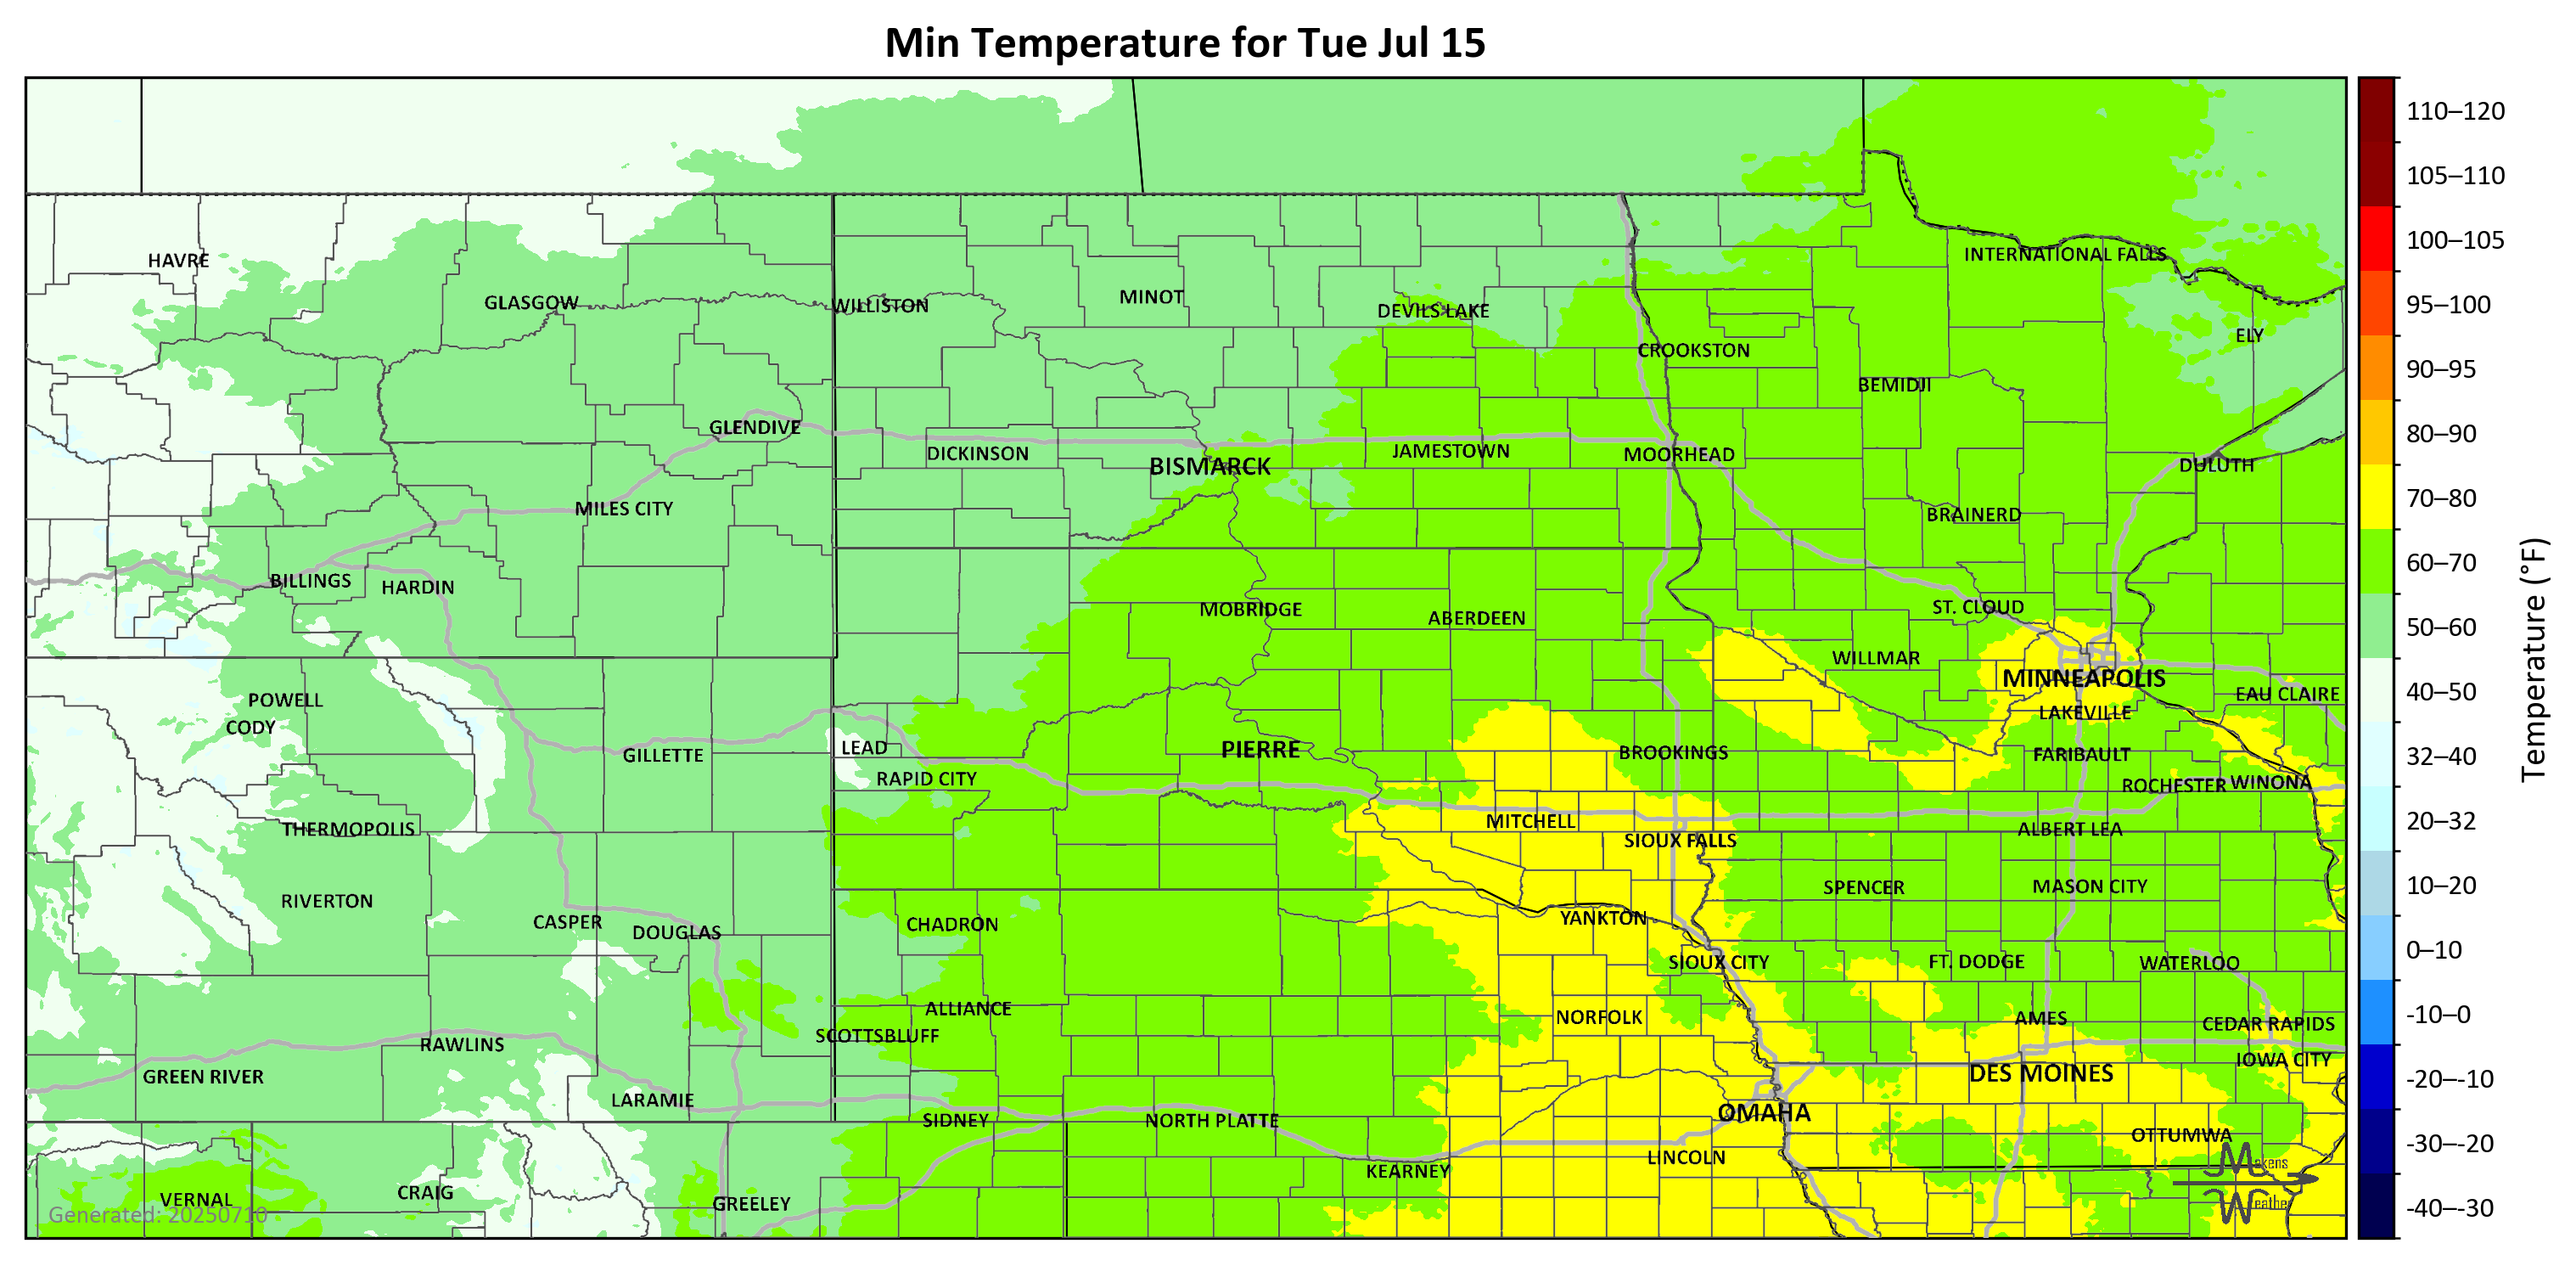 Min Temperature for Tue Jul 15
110–120
105–110
100–105
95–100
90–95
80–90
70–80
60–70
50–60
40–50
32–40
20–32
10–20
0–10
-10–0
-20–-10
-30–-20
-40–-30
Temperature (°F)
HAVRE
GLASGOW
WILLISTON
MINOT
DEVILS LAKE
INTERNATIONAL FALLS
ELY
CROOKSTON
BEMIDJI
GLENDIVE
DICKINSON
BISMARCK
JAMESTOWN
MOORHEAD
DULUTH
MILES CITY
BRAINERD
BILLINGS
HARDIN
MOBRIDGE
ABERDEEN
ST. CLOUD
WILLMAR
MINNEAPOLIS
EAU CLAIRE
POWELL
CODY
LAKEVILLE
GILLETTE
LEAD
PIERRE
BROOKINGS
FARIBAULT
RAPID CITY
ROCHESTER
WINONA
THERMOPOLIS
MITCHELL
SIOUX FALLS
ALBERT LEA
RIVERTON
SPENCER
MASON CITY
CASPER
DOUGLAS
CHADRON
YANKTON
SIOUX CITY
FT. DODGE
WATERLOO
ALLIANCE
NORFOLK
AMES
CEDAR RAPIDS
SCOTTSBLUFF
RAWLINS
IOWA CITY
GREEN RIVER
DES MOINES
LARAMIE
OMAHA
SIDNEY
NORTH PLATTE
OTTUMWA
LINCOLN
KEARNEY
VERNAL
CRAIG
GREELEY
Generated: 20250710
Makens
Weather